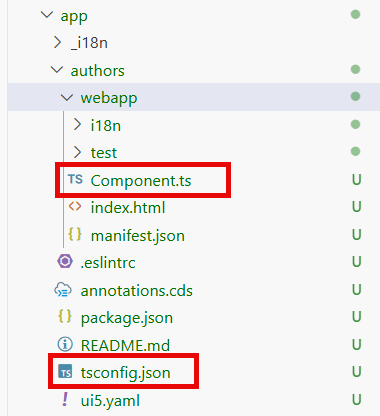 app
_i18n
authors
webapp
i18n
test
TS Component.ts U
<> index.html U
{} manifest.json U
.eslintrc U
annotations.cds U
{} package.json U
README.md U
TS tsconfig.json U
! ui5.yaml U